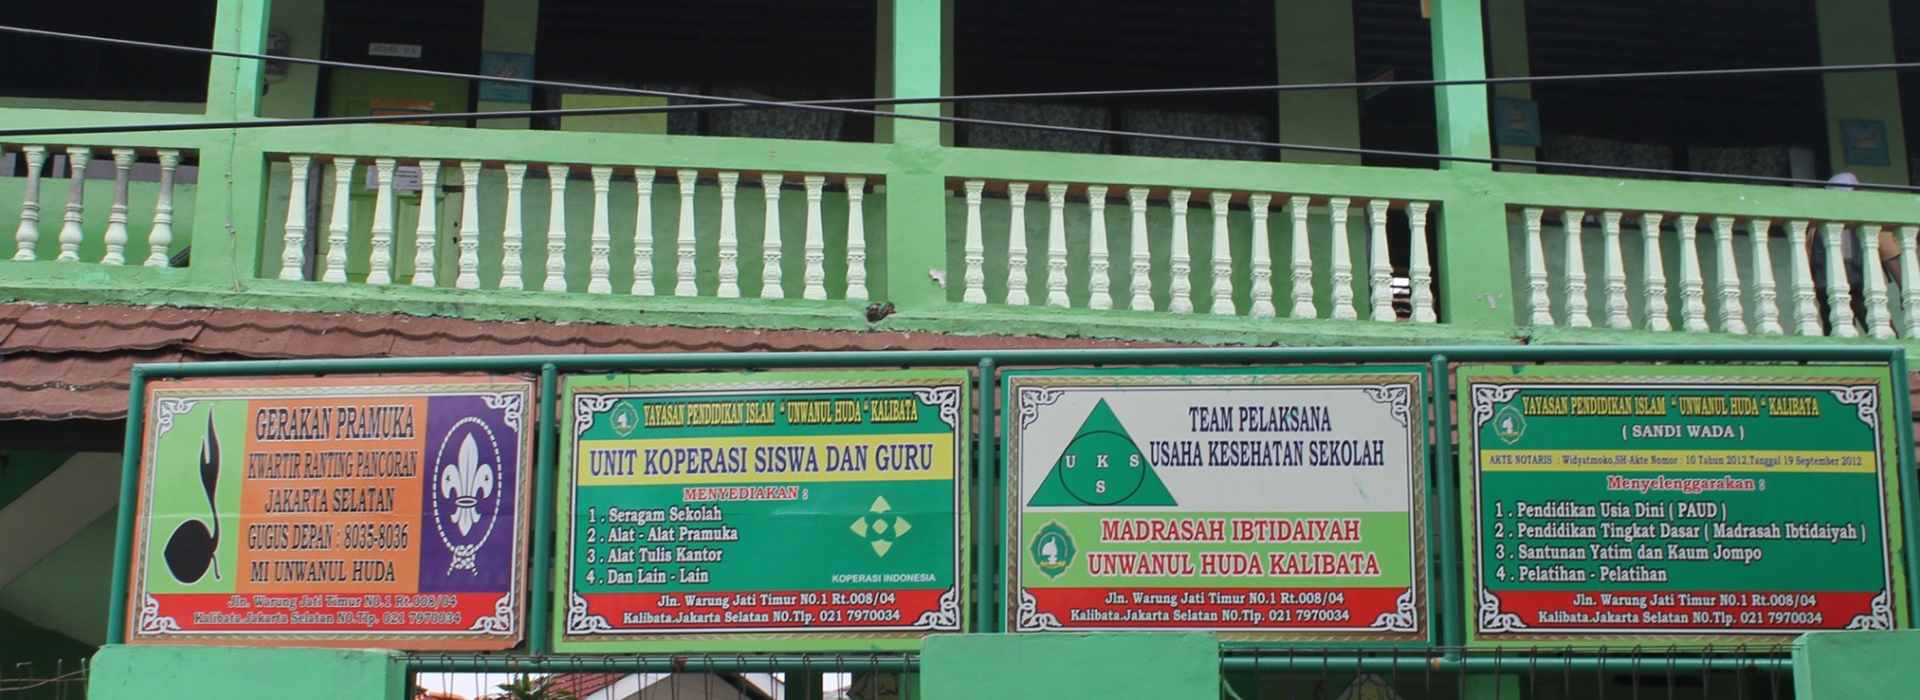 KELAS V.1
GERAKAN PRAMUKA
KWARTIR RANTING PANCORAN
JAKARTA SELATAN
GUGUS DEPAN : 8035-8036
MI UNWANUL HUDA
Jln. Warung Jati Timur NO.1 Rt.008/04
Kalibata.Jakarta Selatan NO.Tlp. 021 7970034
YAYASAN PENDIDIKAN ISLAM "UNWANUL HUDA" KALIBATA
UNIT KOPERASI SISWA DAN GURU
MENYEDIAKAN :
1 . Seragam Sekolah
2 . Alat - Alat Pramuka
3 . Alat Tulis Kantor
4 . Dan Lain - Lain
KOPERASI INDONESIA
Jln. Warung Jati Timur NO.1 Rt.008/04
Kalibata.Jakarta Selatan NO.Tlp. 021 7970034
TEAM PELAKSANA
USAHA KESEHATAN SEKOLAH
U K S
S
MADRASAH IBTIDAIYAH
UNWANUL HUDA KALIBATA
Jln. Warung Jati Timur NO.1 Rt.008/04
Kalibata.Jakarta Selatan NO.Tlp. 021 7970034
YAYASAN PENDIDIKAN ISLAM "UNWANUL HUDA" KALIBATA
( SANDI WADA )
AKTE NOTARIS : Widyatmoko,SH-Akte Nomor : 10 Tahun 2012,Tanggal 19 September 2012
Menyelenggarakan :
1 . Pendidikan Usia Dini ( PAUD )
2 . Pendidikan Tingkat Dasar ( Madrasah Ibtidaiyah )
3 . Santunan Yatim dan Kaum Jompo
4 . Pelatihan - Pelatihan
Jln. Warung Jati Timur NO.1 Rt.008/04
Kalibata.Jakarta Selatan NO.Tlp. 021 7970034